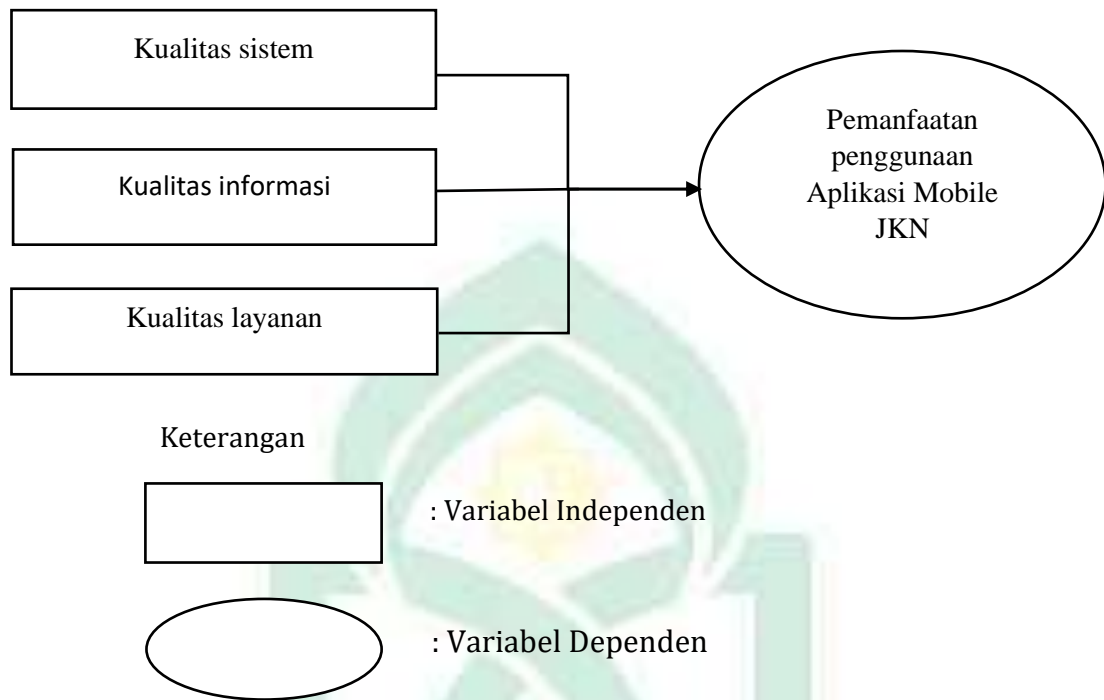 Kualitas sistem
Kualitas informasi
Kualitas layanan
Pemanfaatan
penggunaan
Aplikasi Mobile
JKN
Keterangan
: Variabel Independen
: Variabel Dependen